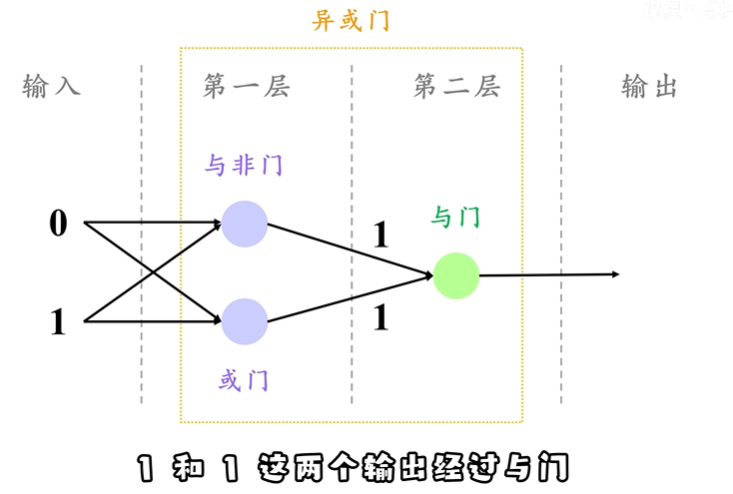 异或门
输入 第一层 第二层 输出
与非门
0 1 与门
1 1
或门
1 和 1 这两个输出经过与门